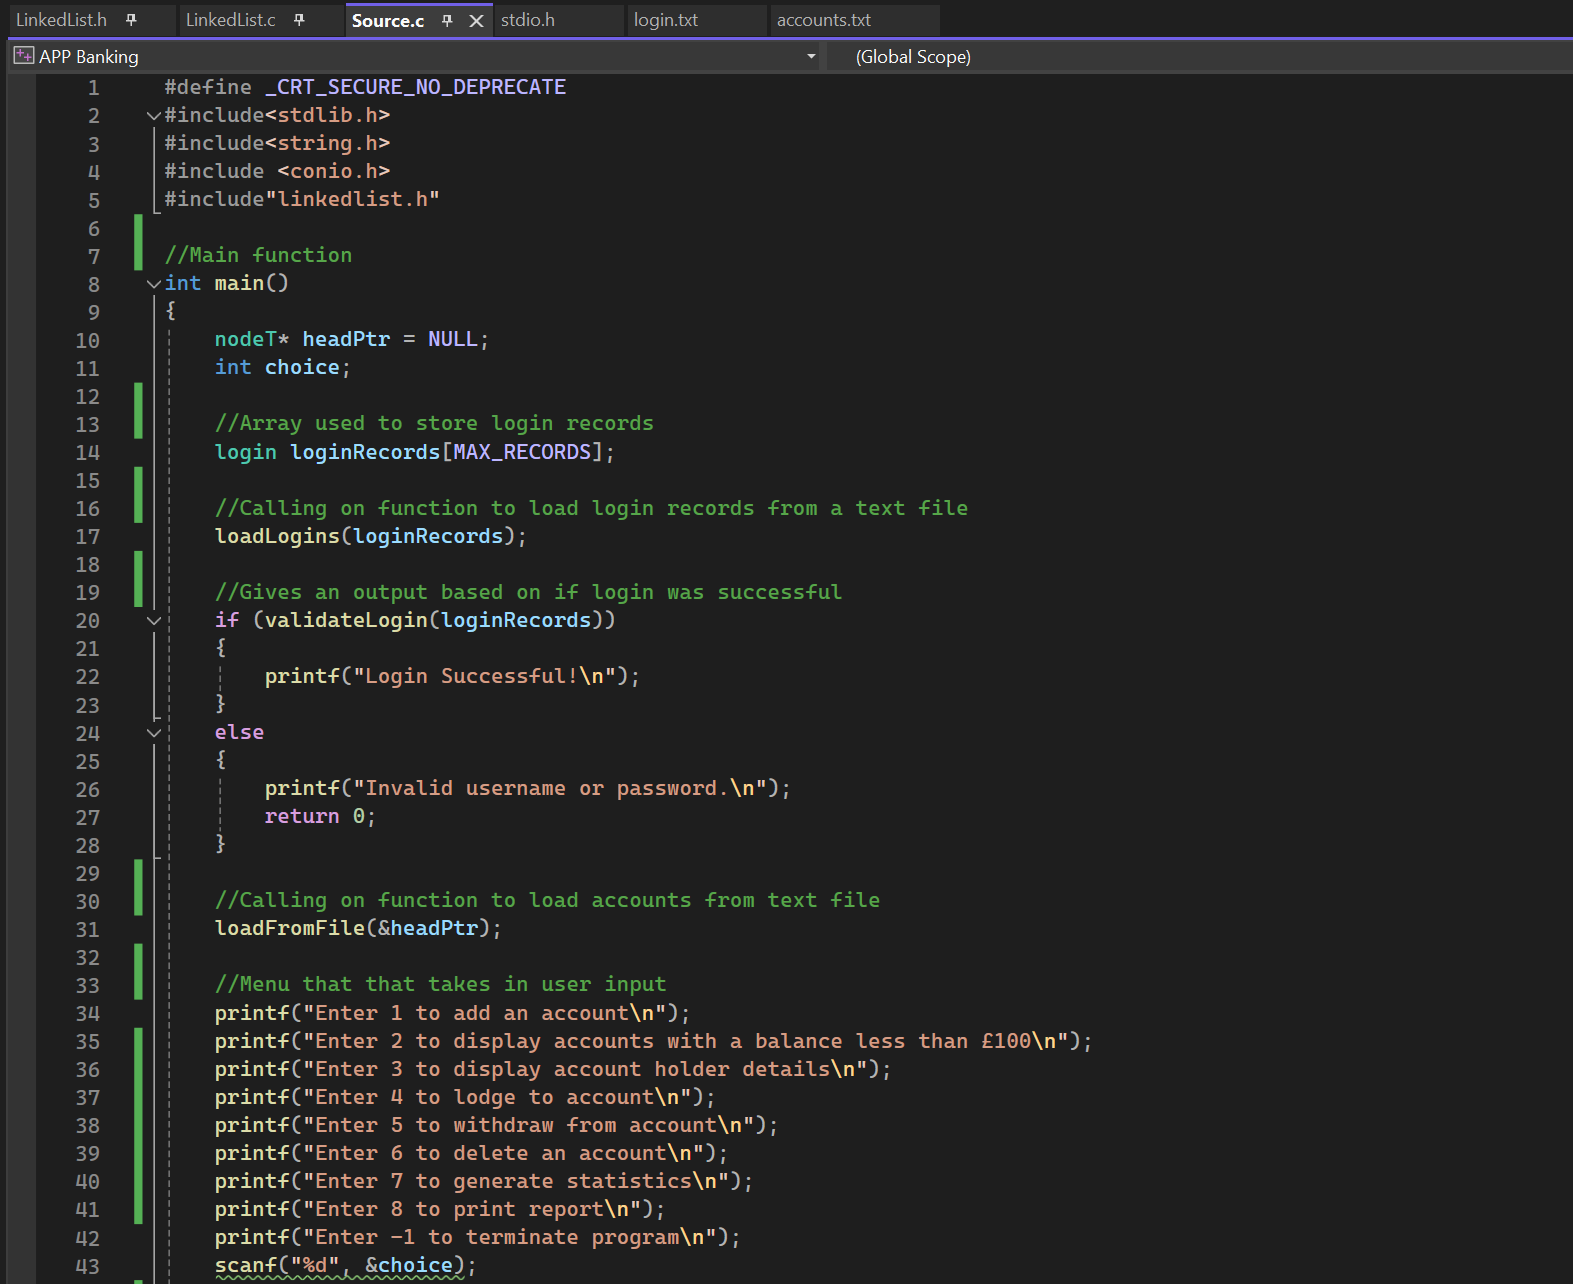 LinkedList.h LinkedList.c Source.c stdio.h login.txt accounts.txt
APP Banking (Global Scope)
1 #define _CRT_SECURE_NO_DEPRECATE
2 #include<stdlib.h>
3 #include<string.h>
4 #include <conio.h>
5 #include"linkedlist.h"
6
7 //Main function
8 int main()
9 {
10 nodeT* headPtr = NULL;
11 int choice;
12
13 //Array used to store login records
14 login loginRecords[MAX_RECORDS];
15
16 //Calling on function to load login records from a text file
17 loadLogins(loginRecords);
18
19 //Gives an output based on if login was successful
20 if (validateLogin(loginRecords))
21 {
22 printf("Login Successful!\n");
23 }
24 else
25 {
26 printf("Invalid username or password.\n");
27 return 0;
28 }
29
30 //Calling on function to load accounts from text file
31 loadFromFile(&headPtr);
32
33 //Menu that that takes in user input
34 printf("Enter 1 to add an account\n");
35 printf("Enter 2 to display accounts with a balance less than £100\n");
36 printf("Enter 3 to display account holder details\n");
37 printf("Enter 4 to lodge to account\n");
38 printf("Enter 5 to withdraw from account\n");
39 printf("Enter 6 to delete an account\n");
40 printf("Enter 7 to generate statistics\n");
41 printf("Enter 8 to print report\n");
42 printf("Enter -1 to terminate program\n");
43 scanf("%d", &choice);